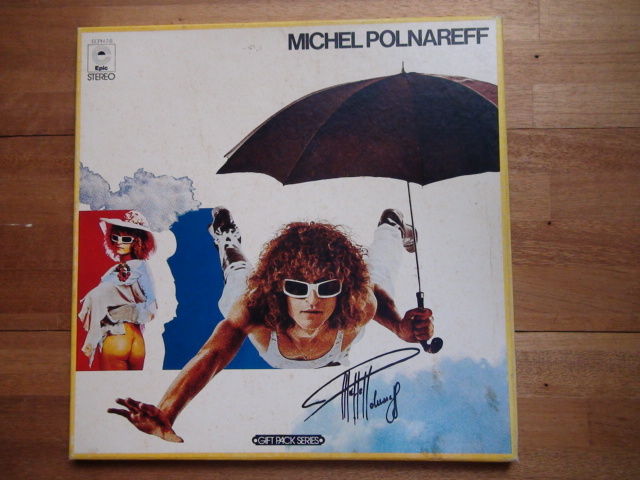 MICHEL POLNAREFF
Epic
STEREO
GIFT PACK SERIES